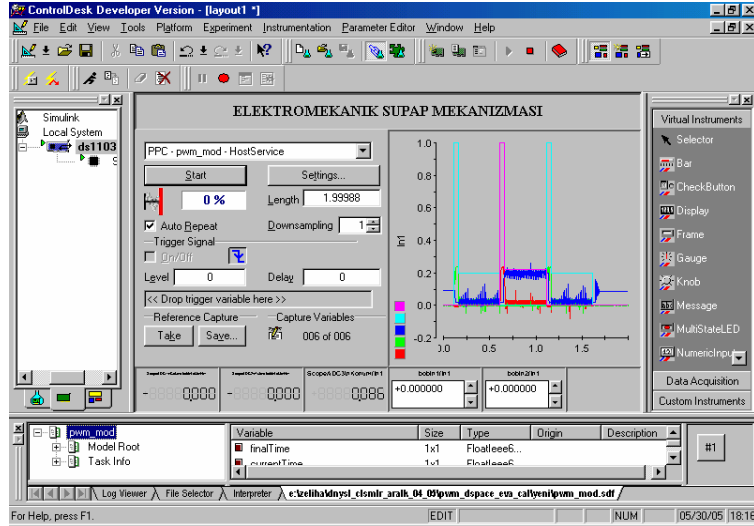 ControlDesk Developer Version - [layout1 *]
File Edit View Tools Platform Experiment Instrumentation Parameter Editor Window Help
Simulink
Local System
ds1103
ELEKTROMEKANIK SUPAP MEKANIZMASI
PPC - pwm_mod - HostService
Start Settings...
0 % Length 1.99988
Auto Repeat Downsampling 1
Trigger Signal
On/Off
Level 0 Delay 0
<< Drop trigger variable here >>
Reference Capture Capture Variables
Take Save... 006 of 006
In1
1.0
0.8
0.6
0.4
0.2
0.0
-0.2
0.5 1.0 1.5
0,000 0,000 0,086
+0.000000 +0.000000
Virtual Instruments
Selector
Bar
CheckButton
Display
Frame
Gauge
Knob
Message
MultiStateLED
NumericInput
Data Acquisition
Custom Instruments
pwm_mod
Model Root
Task Info
Variable Size Type Origin Description
finalTime 1x1 FloatIeee6...
currentTime 1x1 FloatIeee6...
#1
Log Viewer File Selector Interpreter
For Help, press F1. EDIT NUM 05/30/05 18:16